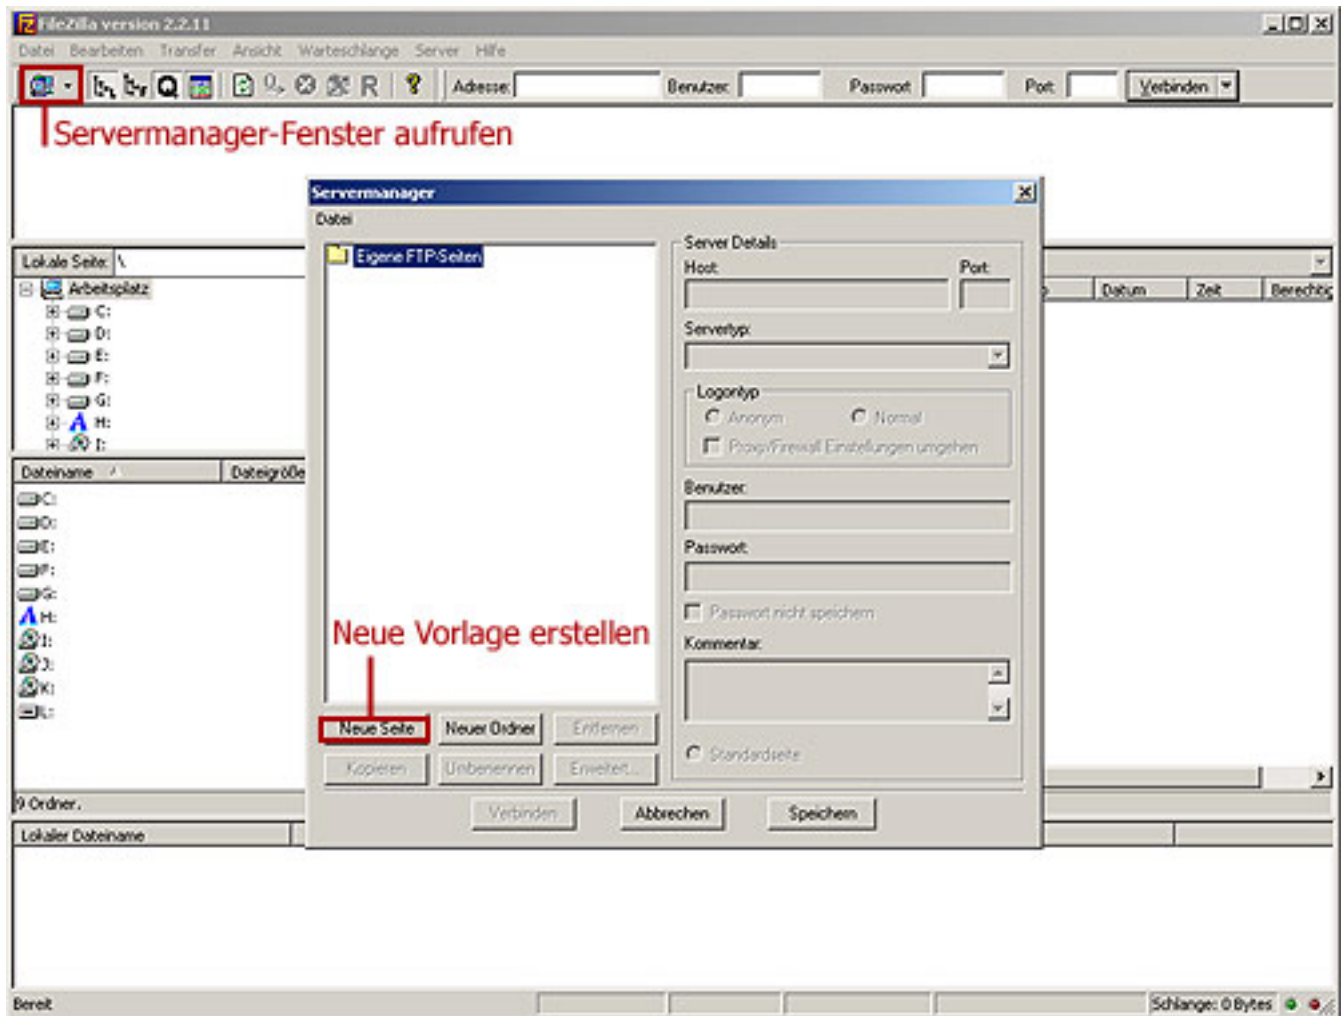 FileZilla version 2.2.11
Datei Bearbeiten Transfer Ansicht Warteschlange Server Hilfe
Adresse: Benutzer: Passwort: Port: Verbinden
Servermanager-Fenster aufrufen
Servermanager
Datei
Eigene FTP-Seiten
Server Details
Host: Port:
Servertyp:
Logontyp
Anonym Normal
Proxy/Firewall Einstellungen umgehen
Benutzer:
Passwort:
Passwort nicht speichern
Kommentar:
Standardseite
Neue Vorlage erstellen
Neue Seite Neuer Ordner Entfernen
Kopieren Umbenennen Erweitert...
Verbinden Abbrechen Speichern
Lokale Seite: \
Arbeitsplatz
C:
D:
E:
F:
G:
H:
I:
Datum Zeit Berechtig
Dateiname Dateigröße
C:
D:
E:
F:
G:
H:
I:
J:
K:
L:
9 Ordner.
Lokaler Dateiname
Bereit Schlange: 0 Bytes